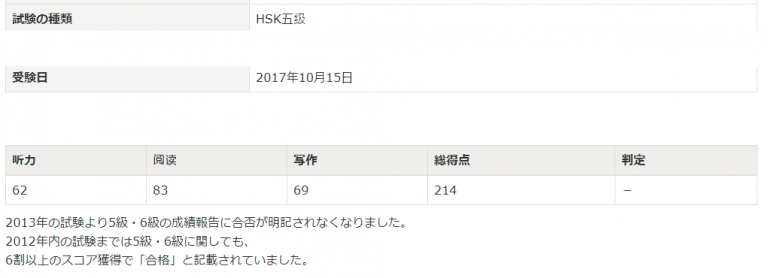 試験の種類 HSK五级
受験日 2017年10月15日
听力 阅读 写作 総得点 判定
62 83 69 214 －
2013年の試験より5級・6級の成績報告に合否が明記されなくなりました。
2012年内の試験までは5級・6級に関しても、
6割以上のスコア獲得で「合格」と記載されていました。